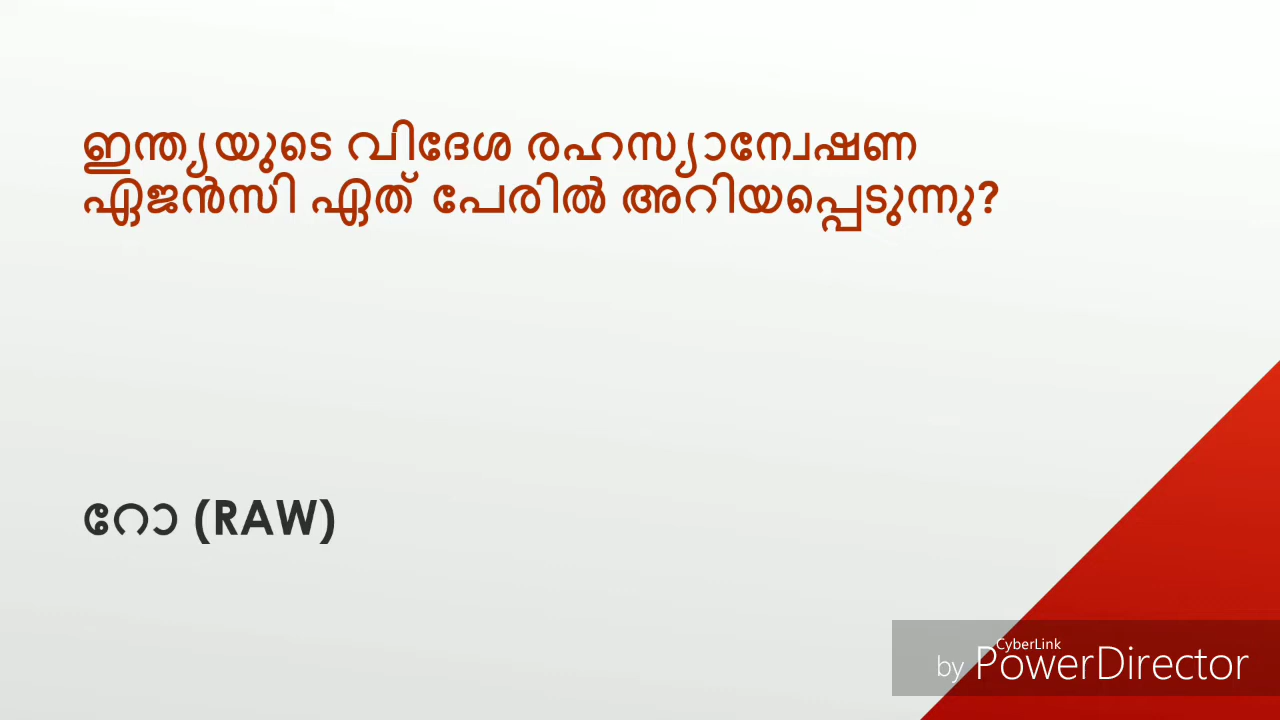 ഇന്ത്യയുടെ വിദേശ രഹസ്യാന്വേഷണ
ഏജൻസി ഏത് പേരിൽ അറിയപ്പെടുന്നു?
റോ (RAW)
CyberLink
by PowerDirector